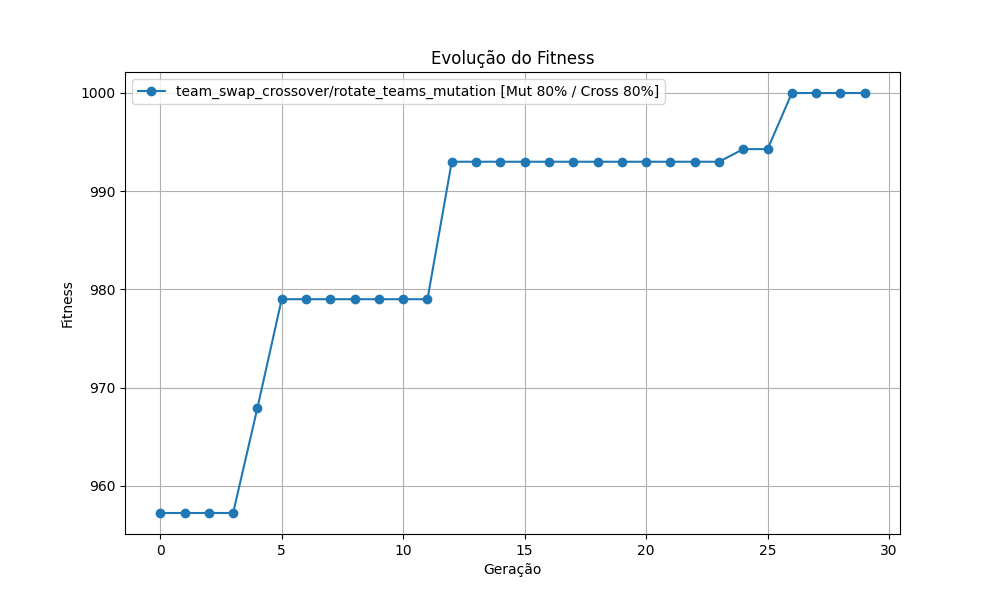 Evolução do Fitness
team_swap_crossover/rotate_teams_mutation [Mut 80% / Cross 80%]
Fitness
1000
990
980
970
960
0 5 10 15 20 25 30
Geração